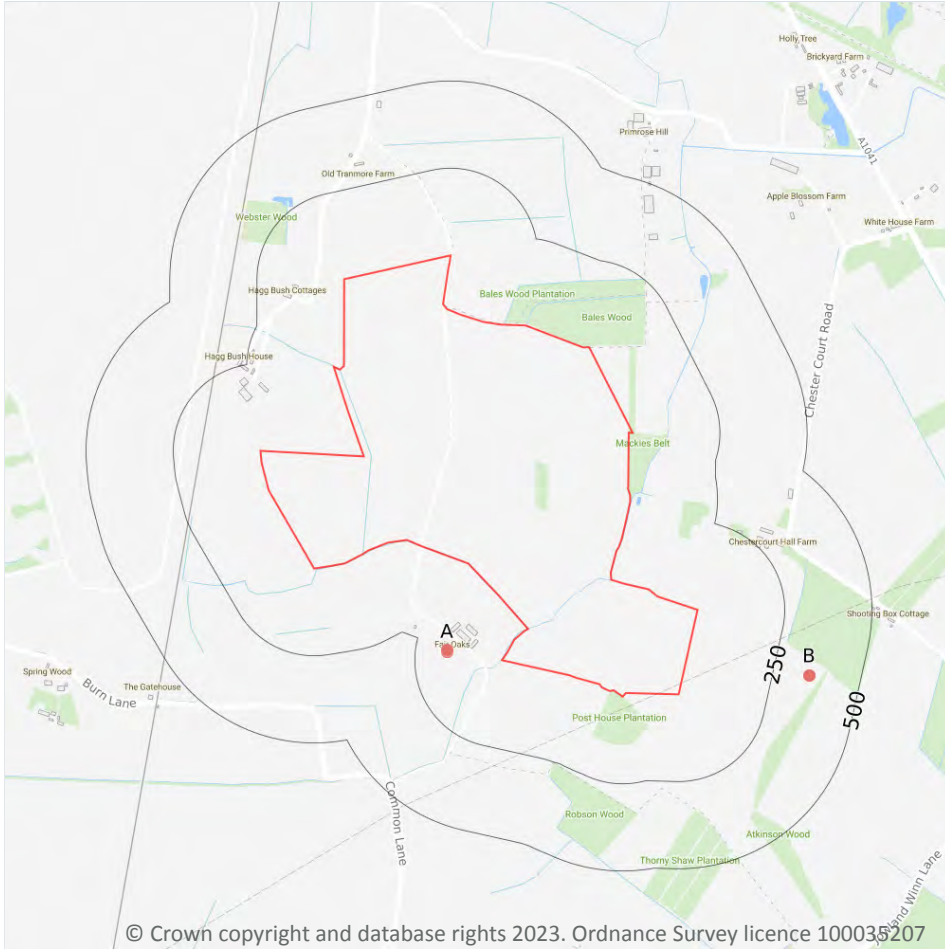 Holly Tree
Brickyard Farm
Primrose Hill
A1041
Old Tranmore Farm
Apple Blossom Farm
Webster Wood
White House Farm
Hagg Bush Cottages
Bales Wood Plantation
Bales Wood
Chester Court Road
Hagg Bush House
Mackies Belt
Chestercourt Hall Farm
Shooting Box Cottage
A
Fair Oaks
B
250
500
Spring Wood
The Gatehouse
Burn Lane
Post House Plantation
Common Lane
Robson Wood
Atkinson Wood
Thorny Shaw Plantation
Winn Lane
© Crown copyright and database rights 2023. Ordnance Survey licence 100035207